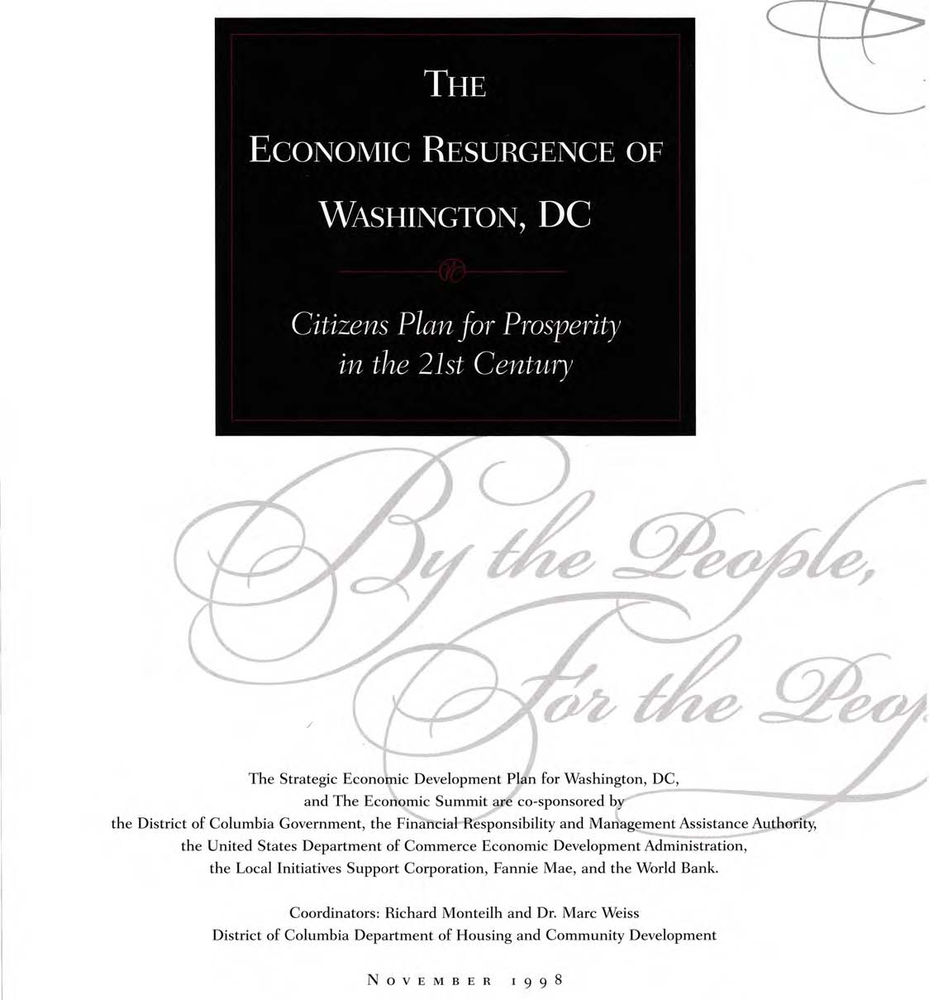 THE
ECONOMIC RESURGENCE OF
WASHINGTON, DC
Citizens Plan for Prosperity
in the 21st Century
By the People,
For the Peop
The Strategic Economic Development Plan for Washington, DC,
and The Economic Summit are co-sponsored by
the District of Columbia Government, the Financial Responsibility and Management Assistance Authority,
the United States Department of Commerce Economic Development Administration,
the Local Initiatives Support Corporation, Fannie Mae, and the World Bank.
Coordinators: Richard Monteilh and Dr. Marc Weiss
District of Columbia Department of Housing and Community Development
NOVEMBER 1998